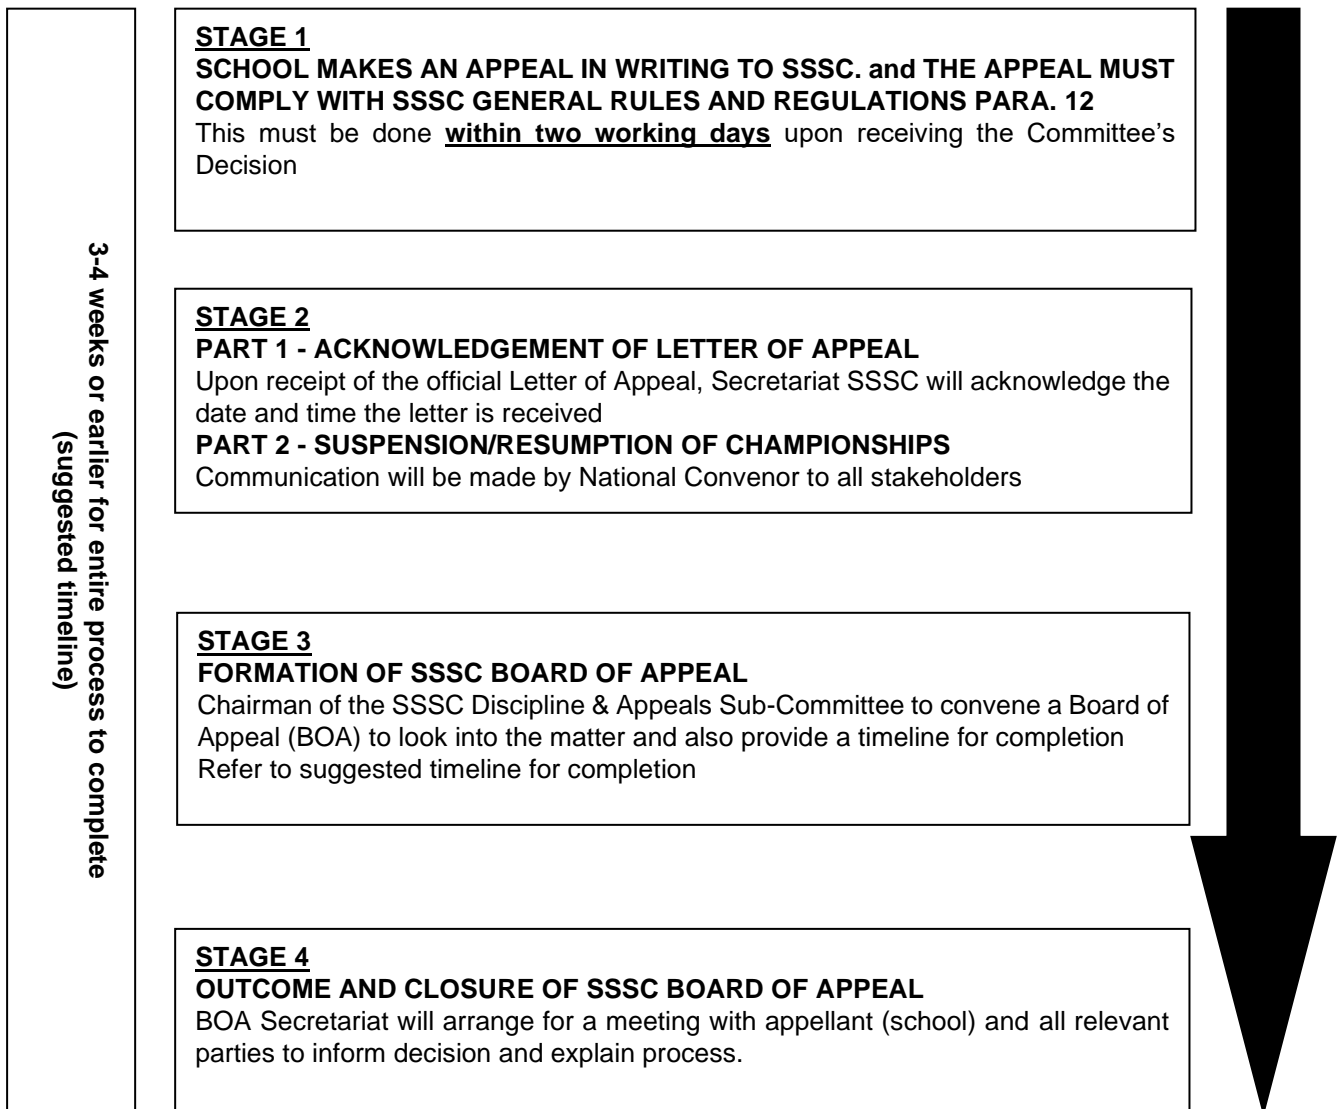 STAGE 1
SCHOOL MAKES AN APPEAL IN WRITING TO SSSC. and THE APPEAL MUST
COMPLY WITH SSSC GENERAL RULES AND REGULATIONS PARA. 12
This must be done within two working days upon receiving the Committee’s
Decision
3-4 weeks or earlier for entire process to complete
(suggested timeline)
STAGE 2
PART 1 - ACKNOWLEDGEMENT OF LETTER OF APPEAL
Upon receipt of the official Letter of Appeal, Secretariat SSSC will acknowledge the
date and time the letter is received
PART 2 - SUSPENSION/RESUMPTION OF CHAMPIONSHIPS
Communication will be made by National Convenor to all stakeholders
STAGE 3
FORMATION OF SSSC BOARD OF APPEAL
Chairman of the SSSC Discipline & Appeals Sub-Committee to convene a Board of
Appeal (BOA) to look into the matter and also provide a timeline for completion
Refer to suggested timeline for completion
STAGE 4
OUTCOME AND CLOSURE OF SSSC BOARD OF APPEAL
BOA Secretariat will arrange for a meeting with appellant (school) and all relevant
parties to inform decision and explain process.